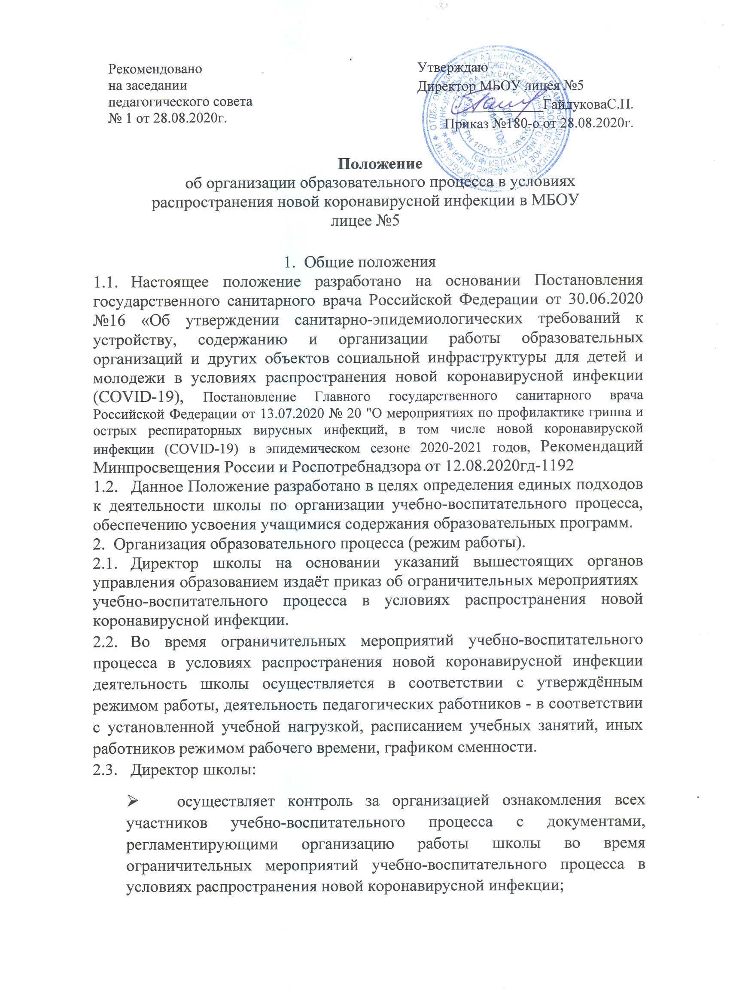 Рекомендовано
на заседании
педагогического совета
№ 1 от 28.08.2020г.
Утверждаю
Директор МБОУ лицея №5
ГайдуковаС.П.
Приказ №180-о от 28.08.2020г.
Положение
об организации образовательного процесса в условиях
распространения новой коронавирусной инфекции в МБОУ
лицее №5
1. Общие положения
1.1. Настоящее положение разработано на основании Постановления
государственного санитарного врача Российской Федерации от 30.06.2020
№16 «Об утверждении санитарно-эпидемиологических требований к
устройству, содержанию и организации работы образовательных
организаций и других объектов социальной инфраструктуры для детей и
молодежи в условиях распространения новой коронавирусной инфекции
(COVID-19), Постановление Главного государственного санитарного врача
Российской Федерации от 13.07.2020 № 20 "О мероприятиях по профилактике гриппа и
острых респираторных вирусных инфекций, в том числе новой коронавируской
инфекции (COVID-19) в эпидемическом сезоне 2020-2021 годов, Рекомендаций
Минпросвещения России и Роспотребнадзора от 12.08.2020гд-1192
1.2. Данное Положение разработано в целях определения единых подходов
к деятельности школы по организации учебно-воспитательного процесса,
обеспечению усвоения учащимися содержания образовательных программ.
2. Организация образовательного процесса (режим работы).
2.1. Директор школы на основании указаний вышестоящих органов
управления образованием издаёт приказ об ограничительных мероприятиях
учебно-воспитательного процесса в условиях распространения новой
коронавирусной инфекции.
2.2. Во время ограничительных мероприятий учебно-воспитательного
процесса в условиях распространения новой коронавирусной инфекции
деятельность школы осуществляется в соответствии с утверждённым
режимом работы, деятельность педагогических работников - в соответствии
с установленной учебной нагрузкой, расписанием учебных занятий, иных
работников режимом рабочего времени, графиком сменности.
2.3. Директор школы:
➢ осуществляет контроль за организацией ознакомления всех
участников учебно-воспитательного процесса с документами,
регламентирующими организацию работы школы во время
ограничительных мероприятий учебно-воспитательного процесса в
условиях распространения новой коронавирусной инфекции;